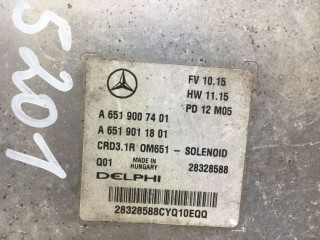 5201
FV 10.15
HW 11.15
PD 12 M05
A 651 900 74 01
A 651 901 18 01
CRD3.1R OM651 - SOLENOID
Q01 MADE IN HUNGARY 28328588
DELPHI
28328588CYQ10EQQ